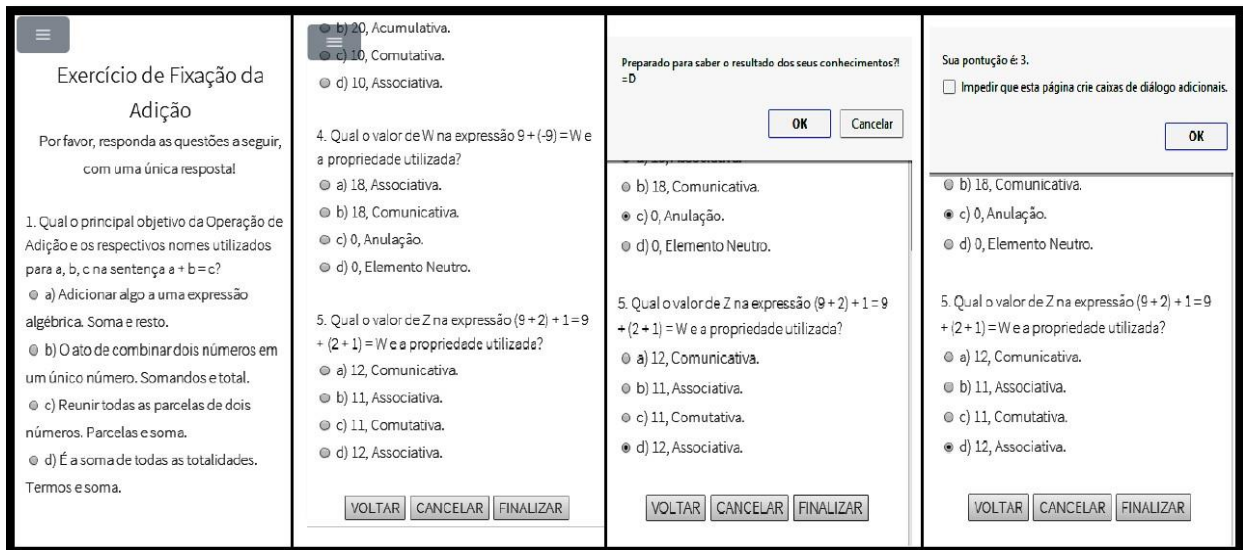 Exercício de Fixação da
Adição
Por favor, responda as questões a seguir,
com uma única resposta!
1. Qual o principal objetivo da Operação de
Adição e os respectivos nomes utilizados
para a, b, c na sentença a + b = c?
a) Adicionar algo a uma expressão
algébrica. Soma e resto.
b) O ato de combinar dois números em
um único número. Somandos e total.
c) Reunir todas as parcelas de dois
números. Parcelas e soma.
d) É a soma de todas as totalidades.
Termos e soma.
b) 20, Acumulativa.
c) 10, Comutativa.
d) 10, Associativa.
4. Qual o valor de W na expressão 9 + (-9) = W e
a propriedade utilizada?
a) 18, Associativa.
b) 18, Comunicativa.
c) 0, Anulação.
d) 0, Elemento Neutro.
5. Qual o valor de Z na expressão (9 + 2) + 1 = 9
+ (2 + 1) = W e a propriedade utilizada?
a) 12, Comunicativa.
b) 11, Associativa.
c) 11, Comutativa.
d) 12, Associativa.
VOLTAR CANCELAR FINALIZAR
Preparado para saber o resultado dos seus conhecimentos?!
=D
OK Cancelar
b) 18, Comunicativa.
c) 0, Anulação.
d) 0, Elemento Neutro.
5. Qual o valor de Z na expressão (9 + 2) + 1 = 9
+ (2 + 1) = W e a propriedade utilizada?
a) 12, Comunicativa.
b) 11, Associativa.
c) 11, Comutativa.
d) 12, Associativa.
VOLTAR CANCELAR FINALIZAR
Sua pontução é: 3.
Impedir que esta página crie caixas de diálogo adicionais.
OK
b) 18, Comunicativa.
c) 0, Anulação.
d) 0, Elemento Neutro.
5. Qual o valor de Z na expressão (9 + 2) + 1 = 9
+ (2 + 1) = W e a propriedade utilizada?
a) 12, Comunicativa.
b) 11, Associativa.
c) 11, Comutativa.
d) 12, Associativa.
VOLTAR CANCELAR FINALIZAR